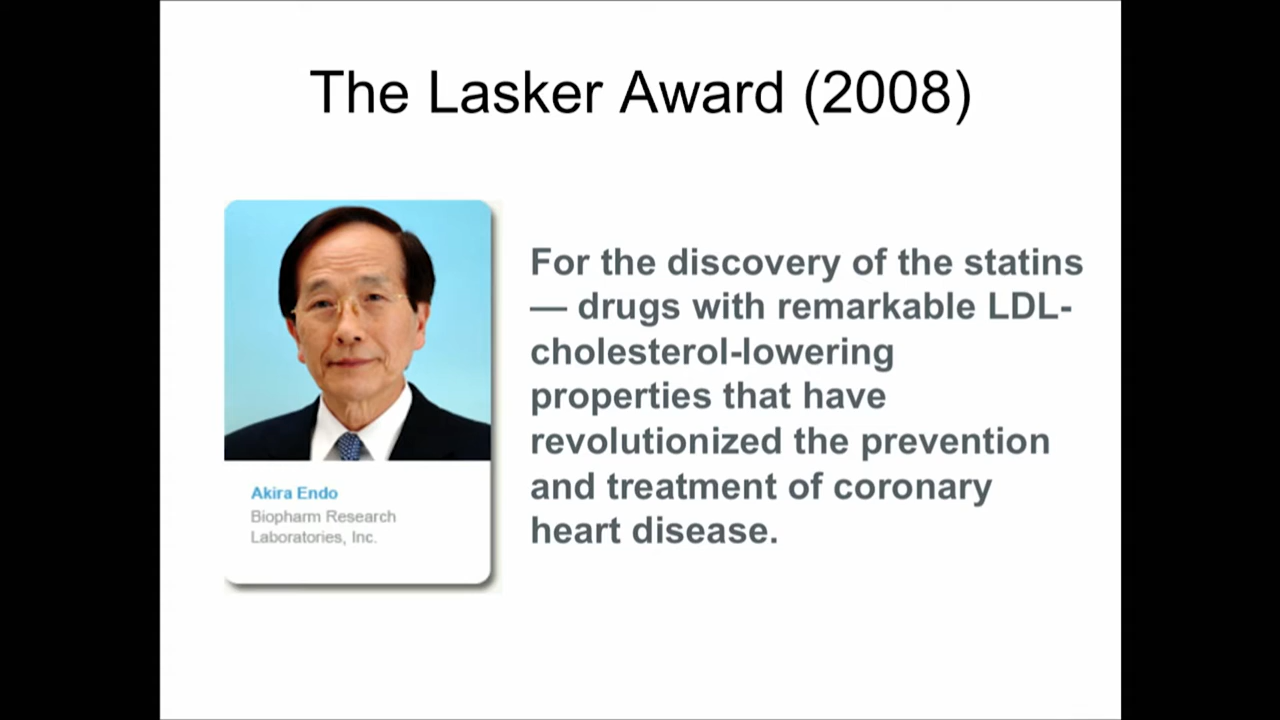 The Lasker Award (2008)
For the discovery of the statins
— drugs with remarkable LDL-
cholesterol-lowering
properties that have
revolutionized the prevention
and treatment of coronary
heart disease.
Akira Endo
Biopharm Research
Laboratories, Inc.